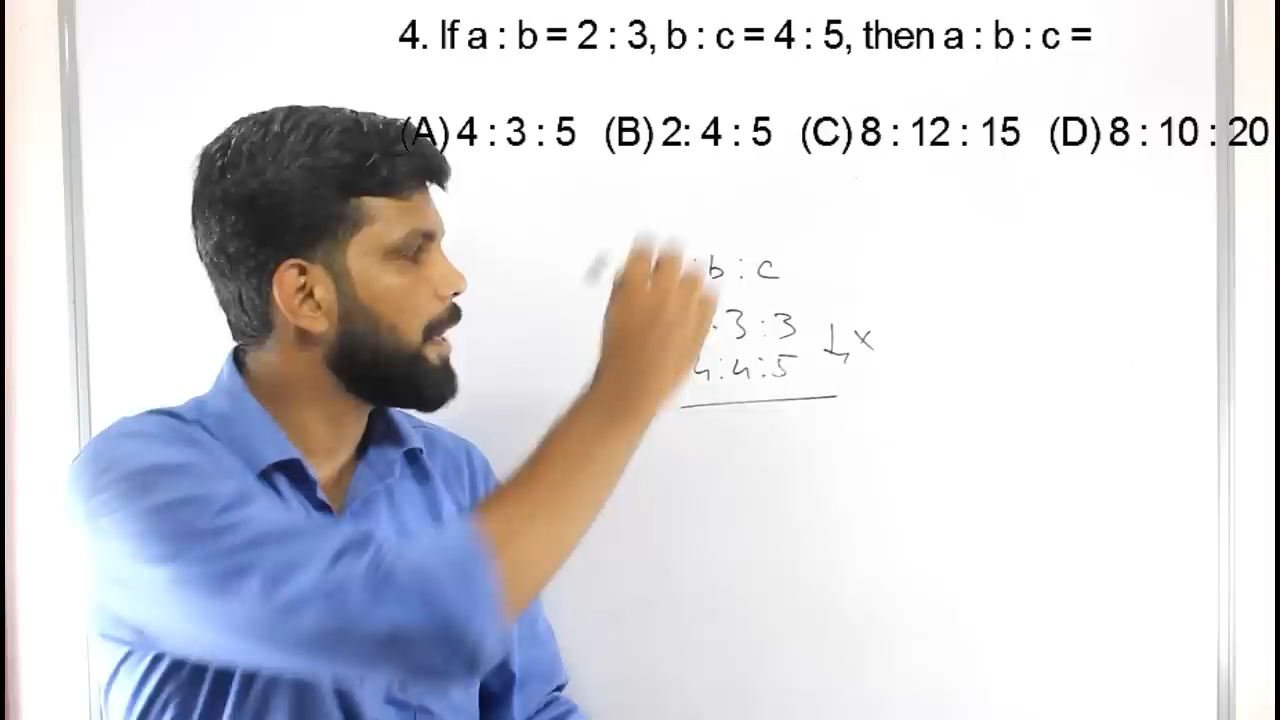 4. If a : b = 2 : 3, b : c = 4 : 5, then a : b : c =
(A) 4 : 3 : 5 (B) 2: 4 : 5 (C) 8 : 12 : 15 (D) 8 : 10 : 20
: b : c
3 : 3 ×
4 : 4 : 5